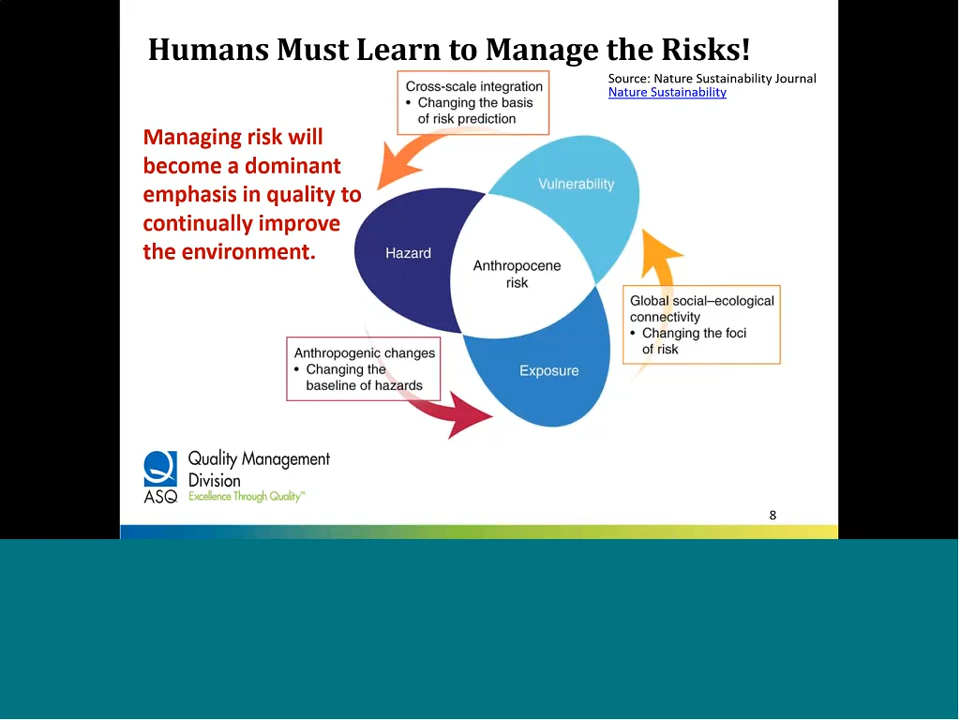 Humans Must Learn to Manage the Risks!
Source: Nature Sustainability Journal
Nature Sustainability
Cross-scale integration
• Changing the basis
of risk prediction
Managing risk will
become a dominant
emphasis in quality to
continually improve
the environment.
Vulnerability
Hazard
Anthropocene
risk
Global social–ecological
connectivity
• Changing the foci
of risk
Anthropogenic changes
• Changing the
baseline of hazards
Exposure
Quality Management
Division
ASQ
Excellence Through Quality™
8